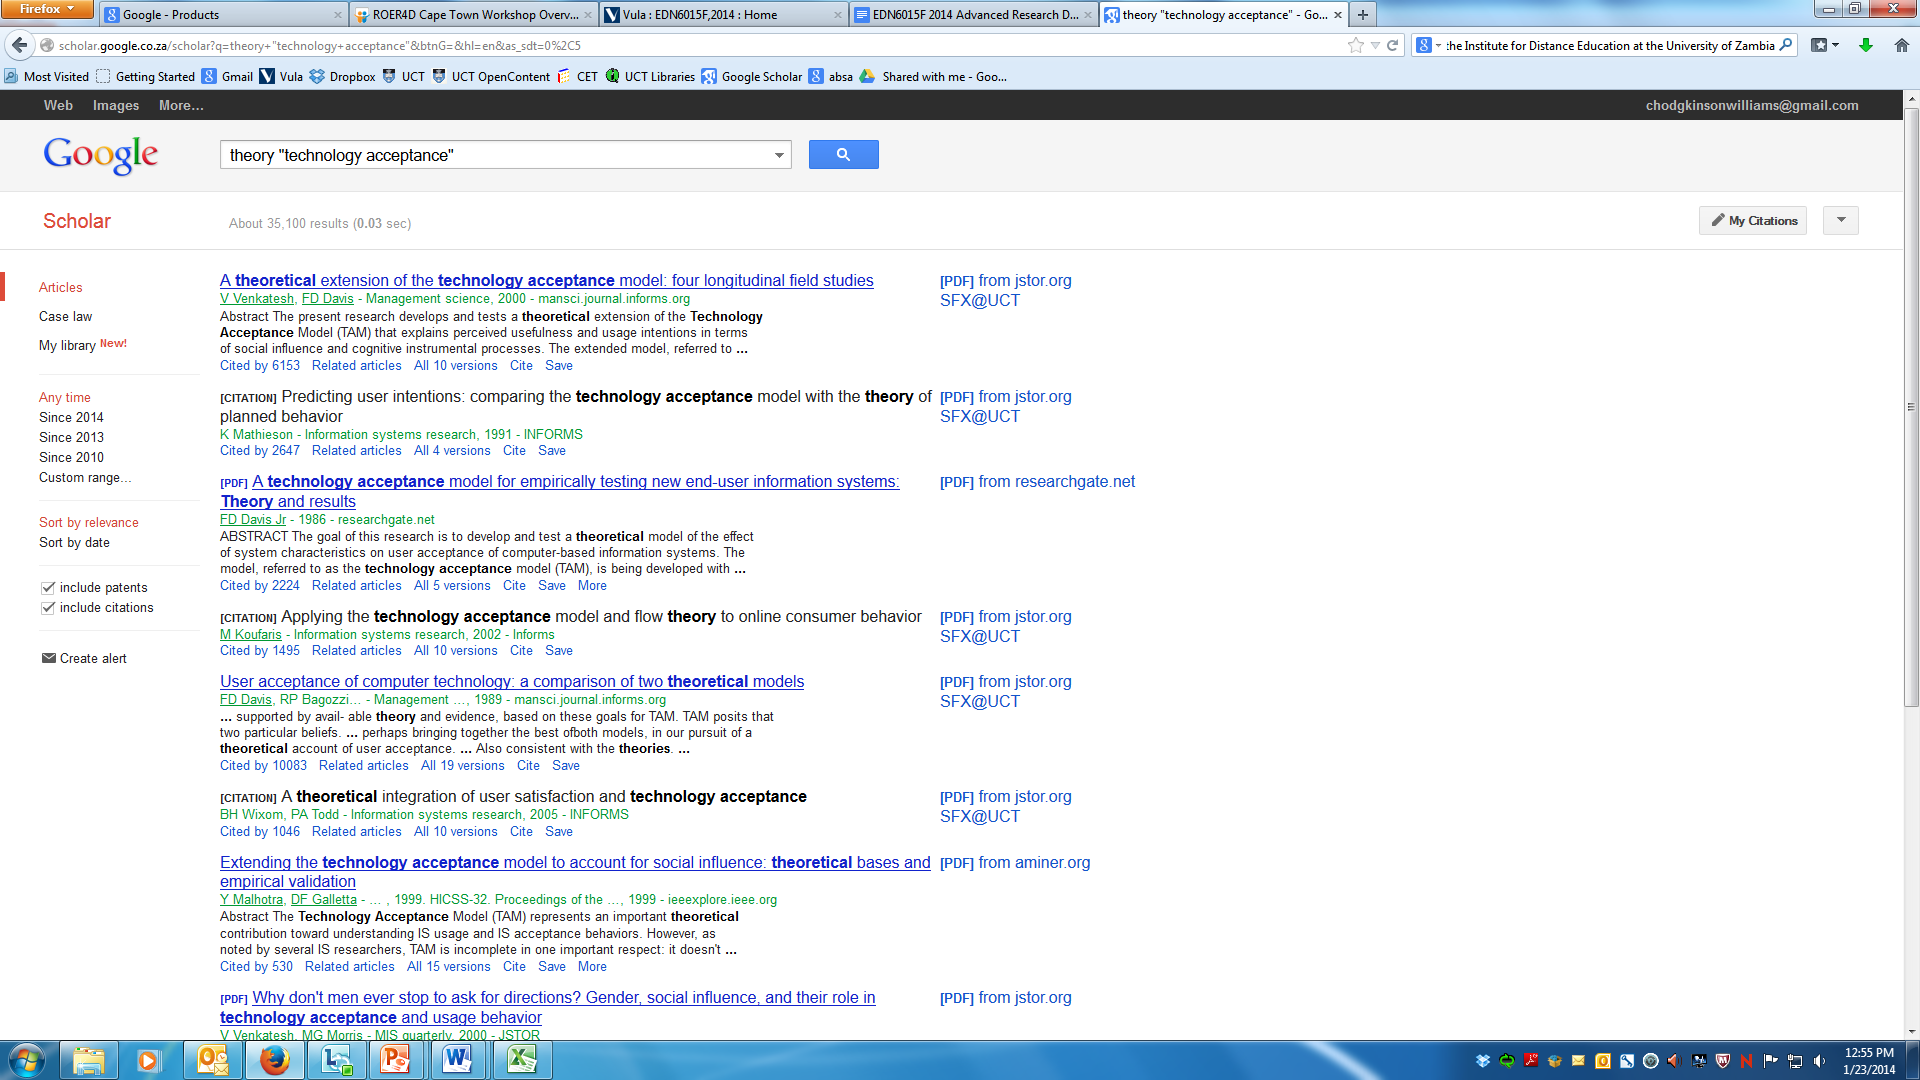 Firefox
Google - Products
ROER4D Cape Town Workshop Overv...
Vula : EDN6015F,2014 : Home
EDN6015F 2014 Advanced Research D...
theory "technology acceptance" - Go...
scholar.google.co.za/scholar?q=theory+"technology+acceptance"&btnG=&hl=en&as_sdt=0%2C5
:he Institute for Distance Education at the University of Zambia
Most Visited Getting Started Gmail Vula Dropbox UCT UCT OpenContent CET UCT Libraries Google Scholar absa Shared with me - Goo...
Web Images More... chodgkinsonwilliams@gmail.com
Google
theory "technology acceptance"
Scholar
About 35,100 results (0.03 sec)
My Citations
Articles
Case law
My library New!
Any time
Since 2014
Since 2013
Since 2010
Custom range...
Sort by relevance
Sort by date
include patents
include citations
Create alert
A theoretical extension of the technology acceptance model: four longitudinal field studies
V Venkatesh, FD Davis - Management science, 2000 - mansci.journal.informs.org
Abstract The present research develops and tests a theoretical extension of the Technology
Acceptance Model (TAM) that explains perceived usefulness and usage intentions in terms
of social influence and cognitive instrumental processes. The extended model, referred to ...
Cited by 6153 Related articles All 10 versions Cite Save
[PDF] from jstor.org
SFX@UCT
[CITATION] Predicting user intentions: comparing the technology acceptance model with the theory of
planned behavior
K Mathieson - Information systems research, 1991 - INFORMS
Cited by 2647 Related articles All 4 versions Cite Save
[PDF] from jstor.org
SFX@UCT
[PDF] A technology acceptance model for empirically testing new end-user information systems:
Theory and results
FD Davis Jr - 1986 - researchgate.net
ABSTRACT The goal of this research is to develop and test a theoretical model of the effect
of system characteristics on user acceptance of computer-based information systems. The
model, referred to as the technology acceptance model (TAM), is being developed with ...
Cited by 2224 Related articles All 5 versions Cite Save More
[PDF] from researchgate.net
[CITATION] Applying the technology acceptance model and flow theory to online consumer behavior
M Koufaris - Information systems research, 2002 - Informs
Cited by 1495 Related articles All 10 versions Cite Save
[PDF] from jstor.org
SFX@UCT
User acceptance of computer technology: a comparison of two theoretical models
FD Davis, RP Bagozzi... - Management ..., 1989 - mansci.journal.informs.org
... supported by avail- able theory and evidence, based on these goals for TAM. TAM posits that
two particular beliefs. ... perhaps bringing together the best ofboth models, in our pursuit of a
theoretical account of user acceptance. ... Also consistent with the theories. ...
Cited by 10083 Related articles All 19 versions Cite Save
[PDF] from jstor.org
SFX@UCT
[CITATION] A theoretical integration of user satisfaction and technology acceptance
BH Wixom, PA Todd - Information systems research, 2005 - INFORMS
Cited by 1046 Related articles All 10 versions Cite Save
[PDF] from jstor.org
SFX@UCT
Extending the technology acceptance model to account for social influence: theoretical bases and
empirical validation
Y Malhotra, DF Galletta - ... , 1999. HICSS-32. Proceedings of the ..., 1999 - ieeexplore.ieee.org
Abstract The Technology Acceptance Model (TAM) represents an important theoretical
contribution toward understanding IS usage and IS acceptance behaviors. However, as
noted by several IS researchers, TAM is incomplete in one important respect: it doesn't ...
Cited by 530 Related articles All 15 versions Cite Save More
[PDF] from aminer.org
[PDF] Why don't men ever stop to ask for directions? Gender, social influence, and their role in
technology acceptance and usage behavior
V Venkatesh, MG Morris - MIS quarterly, 2000 - JSTOR
[PDF] from jstor.org
12:55 PM
1/23/2014